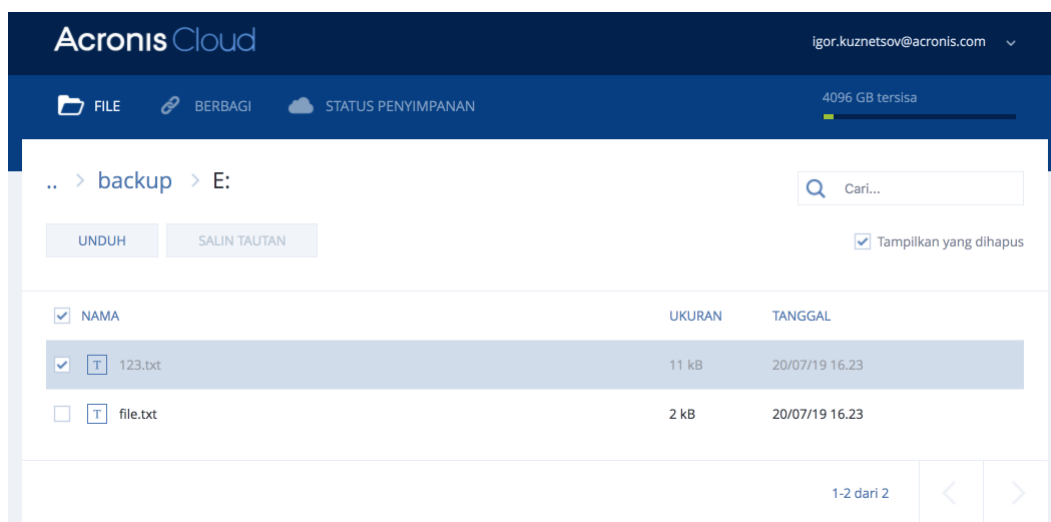 Acronis Cloud
igor.kuznetsov@acronis.com
FILE BERBAGI STATUS PENYIMPANAN
4096 GB tersisa
.. > backup > E:
Cari...
UNDUH SALIN TAUTAN
Tampilkan yang dihapus
NAMA UKURAN TANGGAL
T 123.txt 11 kB 20/07/19 16.23
T file.txt 2 kB 20/07/19 16.23
1-2 dari 2